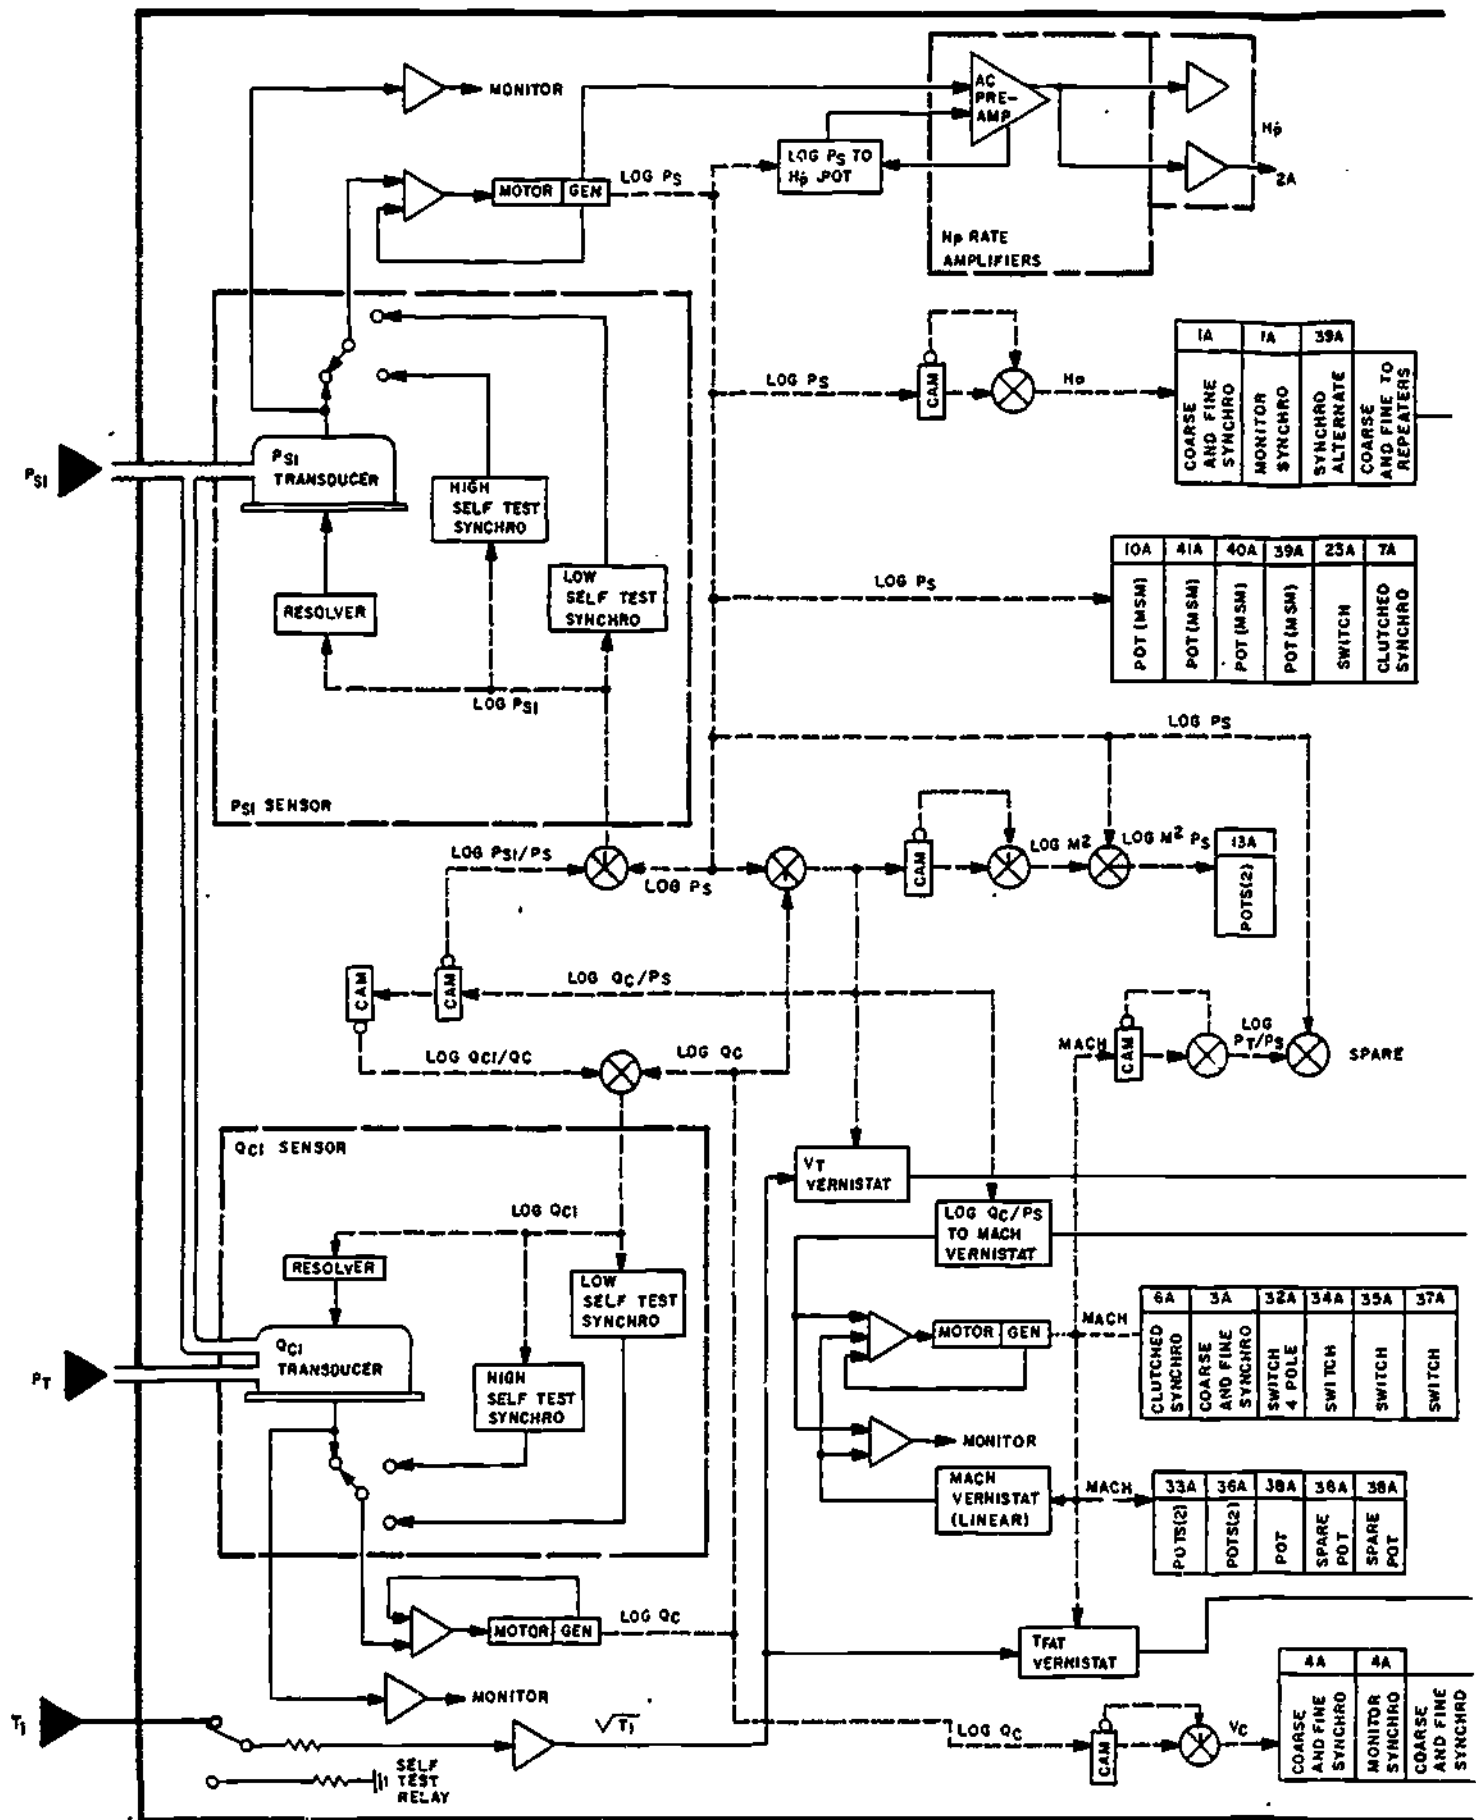 MONITOR
AC
PRE-
AMP
Hp
2A
LOG PS TO
Hp POT
LOG PS
MOTOR GEN
Hp RATE
AMPLIFIERS
1A 1A 39A
COARSE
AND FINE
SYNCHRO
MONITOR
SYNCHRO
SYNCHRO
ALTERNATE
COARSE
AND FINE TO
REPEATERS
LOG PS
CAM
PSI
PSI
TRANSDUCER
HIGH
SELF TEST
SYNCHRO
LOW
SELF TEST
SYNCHRO
RESOLVER
LOG PSI
PSI SENSOR
10A 41A 40A 39A 23A 7A
POT (MSM)
POT (MSM)
POT (MSM)
POT (MSM)
SWITCH
CLUTCHED
SYNCHRO
LOG PS
LOG PS
LOG PSI/PS
LOG PS
CAM
LOG M2
LOG M2 PS
13A
POTS(2)
CAM
CAM
LOG QC/PS
LOG QCI/QC
LOG QC
MACH
CAM
LOG
PT/PS
SPARE
QCI SENSOR
LOG QCI
RESOLVER
LOW
SELF TEST
SYNCHRO
HIGH
SELF TEST
SYNCHRO
QCI
TRANSDUCER
PT
VT
VERNISTAT
LOG QC/PS
TO MACH
VERNISTAT
MOTOR GEN
MACH
6A 3A 32A 34A 35A 37A
CLUTCHED
SYNCHRO
COARSE
AND FINE
SYNCHRO
SWITCH
4 POLE
SWITCH
SWITCH
SWITCH
MONITOR
MACH
VERNISTAT
(LINEAR)
MACH
33A 36A 38A 38A 38A
POTS(2)
POTS(2)
POT
SPARE
POT
SPARE
POT
MOTOR GEN
LOG QC
TFAT
VERNISTAT
MONITOR
Ti
√Ti
SELF
TEST
RELAY
LOG QC
CAM
VC
4A 4A
COARSE
AND FINE
SYNCHRO
MONITOR
SYNCHRO
COARSE
AND FINE
SYNCHRO